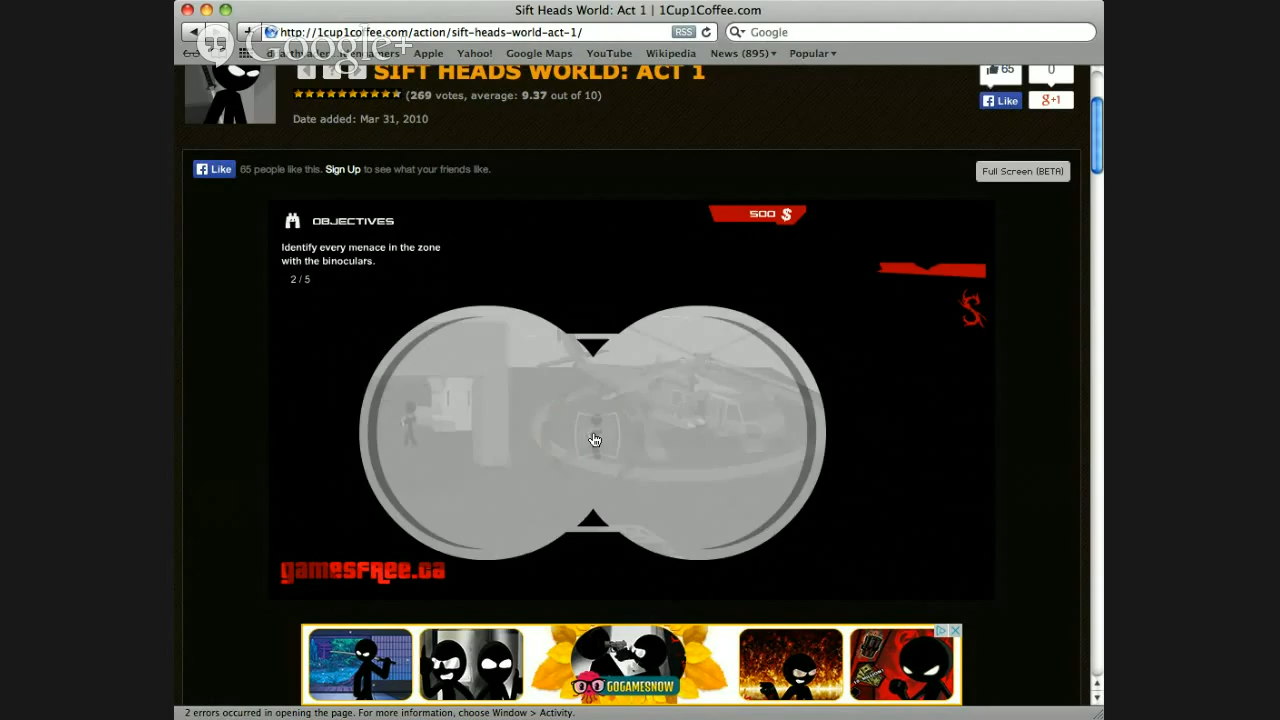 Sift Heads World: Act 1 | 1Cup1Coffee.com
http://1cup1coffee.com/action/sift-heads-world-act-1/
RSS
Google
Google+
Apple Yahoo! Google Maps YouTube Wikipedia News (895) Popular
SIFT HEADS WORLD: ACT 1
65
0
(269 votes, average: 9.37 out of 10)
Like
g+1
Date added: Mar 31, 2010
Like
65 people like this. Sign Up to see what your friends like.
Full Screen (BETA)
OBJECTIVES
500 $
Identify every menace in the zone
with the binoculars.
2 / 5
S
gamesfree.ca
GOGAMESNOW
2 errors occurred in opening the page. For more information, choose Window > Activity.